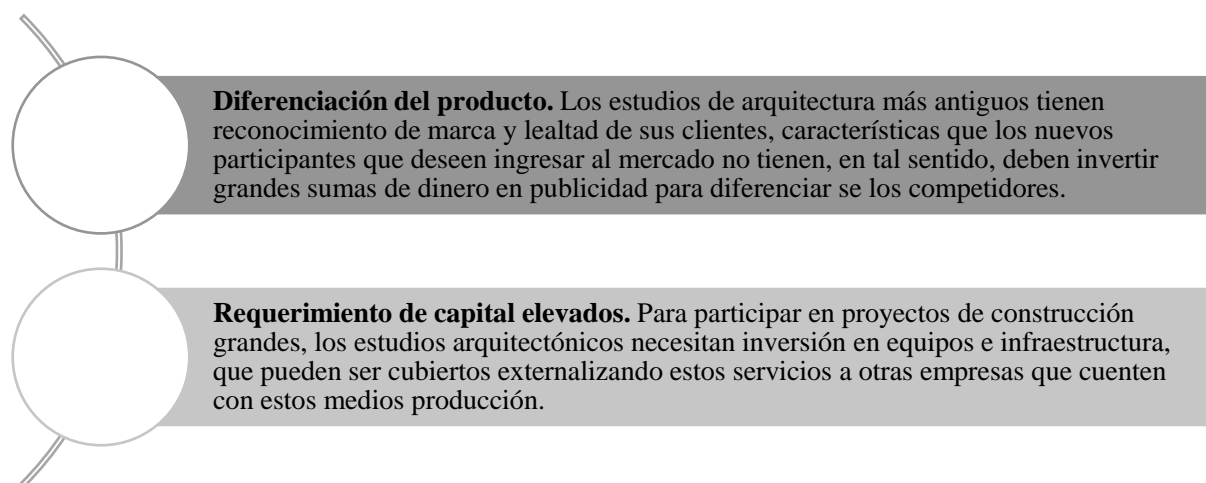 Diferenciación del producto. Los estudios de arquitectura más antiguos tienen
reconocimiento de marca y lealtad de sus clientes, características que los nuevos
participantes que deseen ingresar al mercado no tienen, en tal sentido, deben invertir
grandes sumas de dinero en publicidad para diferenciar se los competidores.
Requerimiento de capital elevados. Para participar en proyectos de construcción
grandes, los estudios arquitectónicos necesitan inversión en equipos e infraestructura,
que pueden ser cubiertos externalizando estos servicios a otras empresas que cuenten
con estos medios producción.